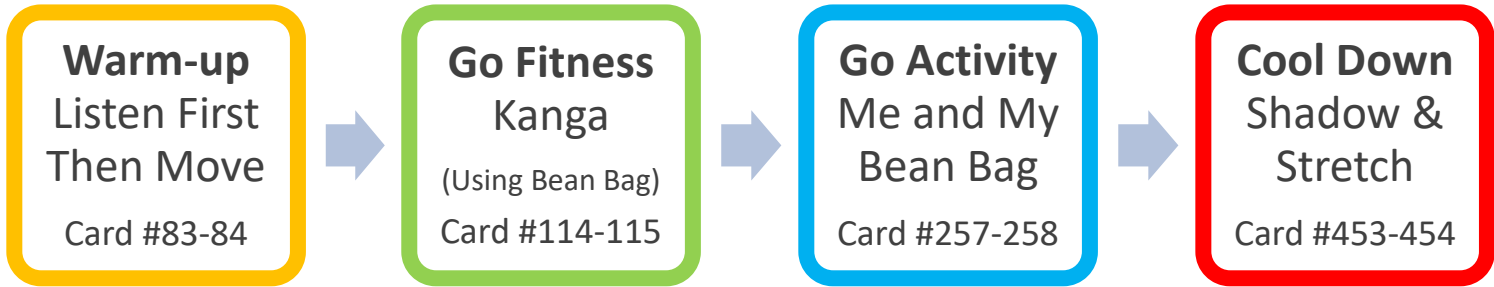 Warm-up
Listen First
Then Move
Card #83-84
Go Fitness
Kanga
(Using Bean Bag)
Card #114-115
Go Activity
Me and My
Bean Bag
Card #257-258
Cool Down
Shadow &
Stretch
Card #453-454